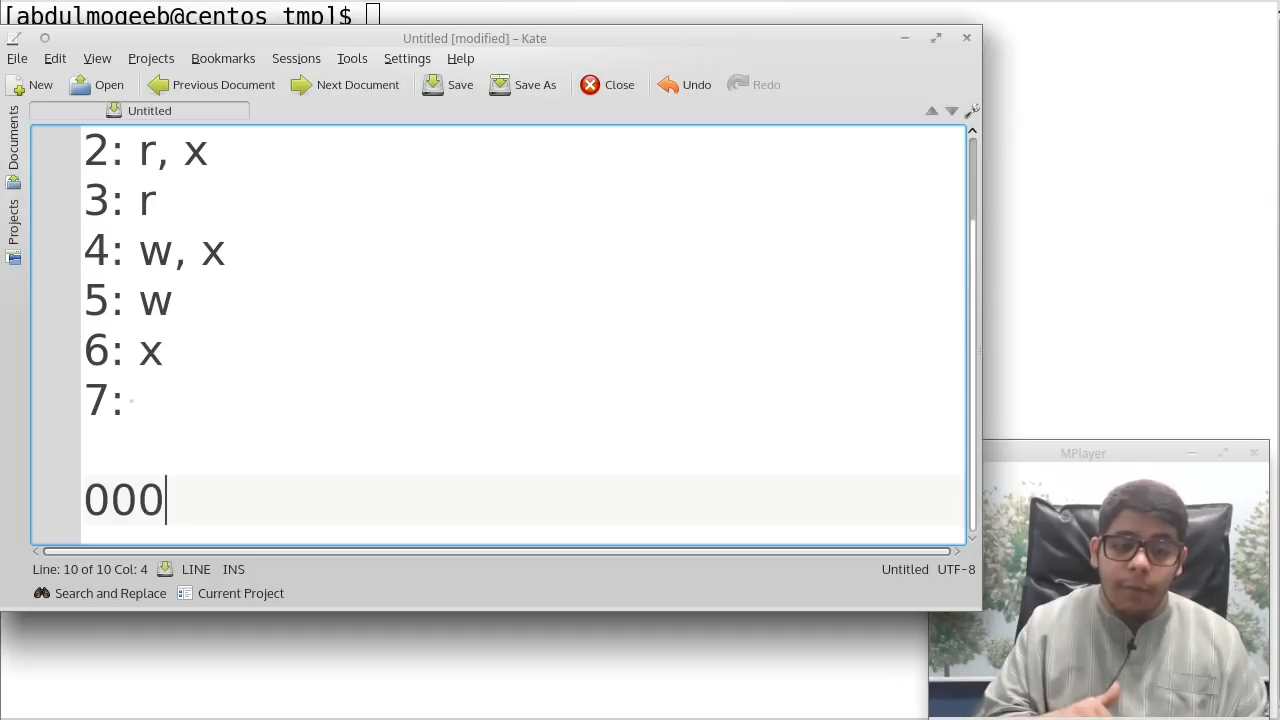 [abdulmogeeb@centos tmp]$
Untitled [modified] – Kate
File Edit View Projects Bookmarks Sessions Tools Settings Help
New Open Previous Document Next Document Save Save As Close Undo Redo
Untitled
Documents
Projects
2: r, x
3: r
4: w, x
5: w
6: x
7:
000
Line: 10 of 10 Col: 4 LINE INS Untitled UTF-8
Search and Replace Current Project
MPlayer